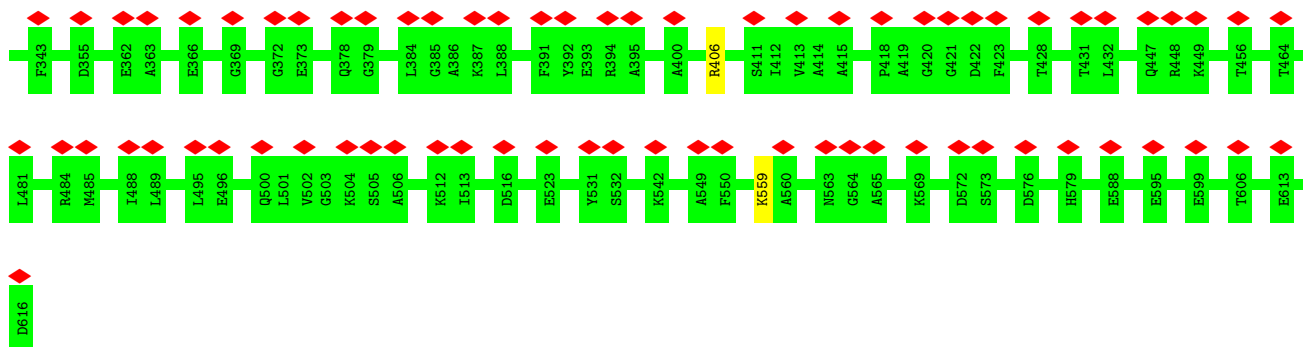 F343 D355 E362 A363 E366 G369 G372 E373 Q378 G379 L384 G385 A386 K387 L388 F391 Y392 E393 R394 A395 A400 R406 S411 I412 V413 A414 A415 P418 A419 G420 G421 D422 F423 T428 T431 L432 Q447 R448 K449 T456 T464
L481 R484 M485 I488 L489 L495 E496 Q500 L501 V502 G503 K504 S505 A506 K512 I513 D516 E523 Y531 S532 K542 A549 F550 K559 A560 N563 G564 A565 K569 D572 S573 D576 H579 E588 E595 E599 T606 E613
D616